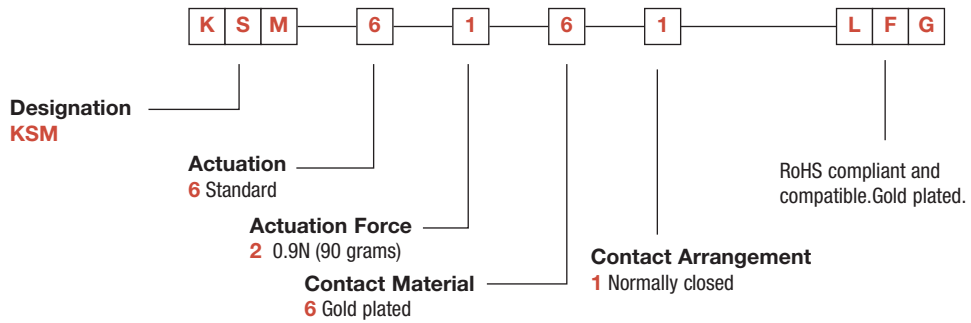 K S M 6 1 6 1 L F G
Designation
KSM
Actuation
6 Standard
Actuation Force
2 0.9N (90 grams)
Contact Material
6 Gold plated
Contact Arrangement
1 Normally closed
RoHS compliant and
compatible.Gold plated.